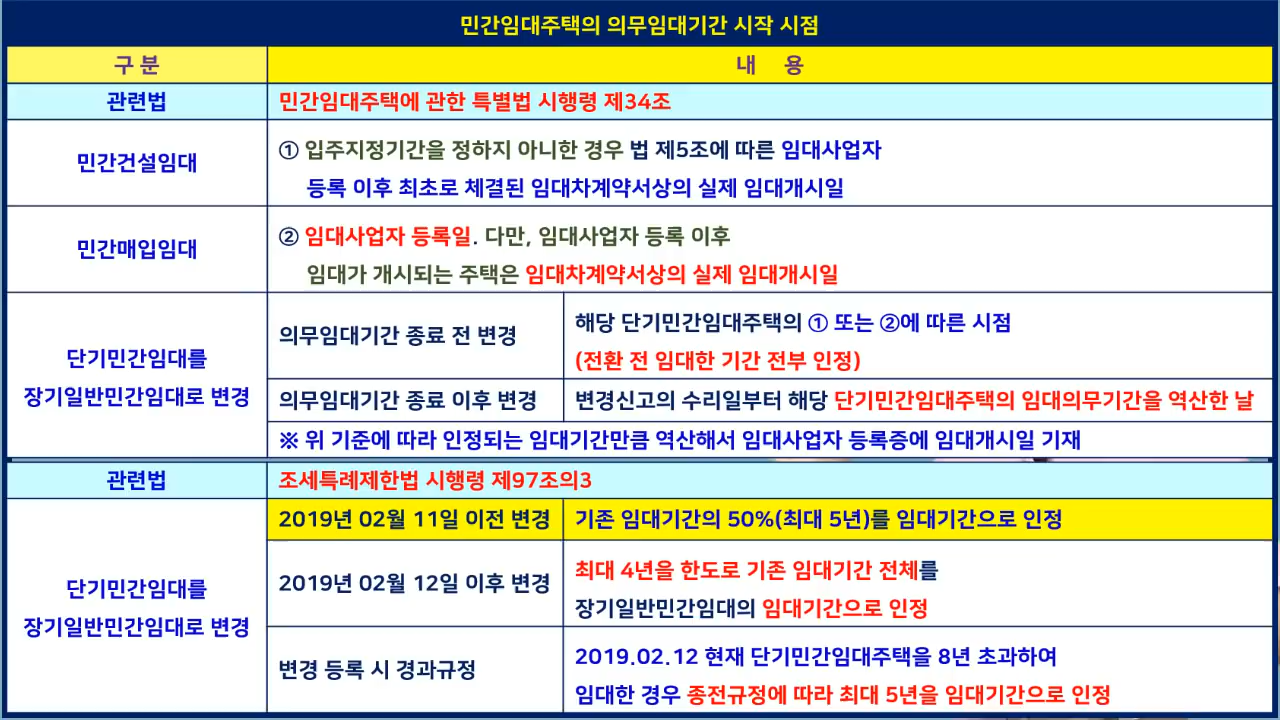 민간임대주택의 의무임대기간 시작 시점
구 분
내 용
관련법
민간임대주택에 관한 특별법 시행령 제34조
민간건설임대
① 입주지정기간을 정하지 아니한 경우 법 제5조에 따른 임대사업자
등록 이후 최초로 체결된 임대차계약서상의 실제 임대개시일
민간매입임대
② 임대사업자 등록일. 다만, 임대사업자 등록 이후
임대가 개시되는 주택은 임대차계약서상의 실제 임대개시일
단기민간임대를
장기일반민간임대로 변경
의무임대기간 종료 전 변경
해당 단기민간임대주택의 ① 또는 ②에 따른 시점
(전환 전 임대한 기간 전부 인정)
의무임대기간 종료 이후 변경
변경신고의 수리일부터 해당 단기민간임대주택의 임대의무기간을 역산한 날
※ 위 기준에 따라 인정되는 임대기간만큼 역산해서 임대사업자 등록증에 임대개시일 기재
관련법
조세특례제한법 시행령 제97조의3
단기민간임대를
장기일반민간임대로 변경
2019년 02월 11일 이전 변경
기존 임대기간의 50%(최대 5년)를 임대기간으로 인정
2019년 02월 12일 이후 변경
최대 4년을 한도로 기존 임대기간 전체를
장기일반민간임대의 임대기간으로 인정
변경 등록 시 경과규정
2019.02.12 현재 단기민간임대주택을 8년 초과하여
임대한 경우 종전규정에 따라 최대 5년을 임대기간으로 인정